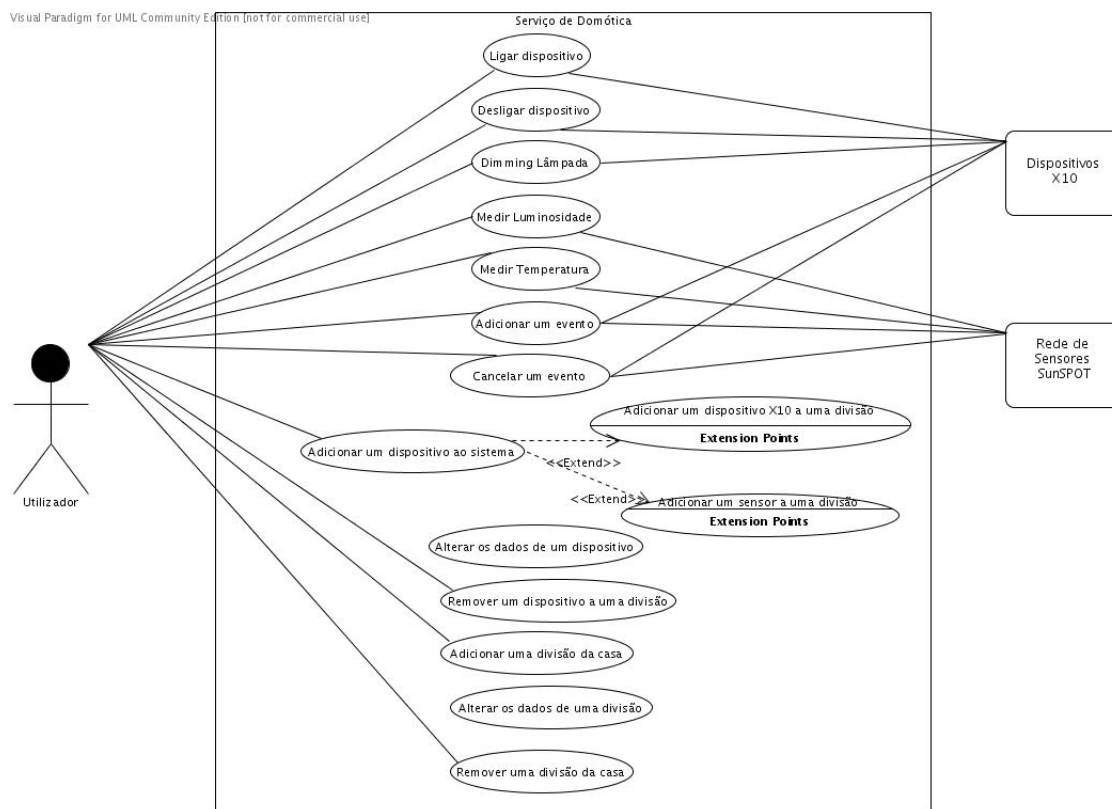 Visual Paradigm for UML Community Edition [not for commercial use]
Serviço de Domótica
Ligar dispositivo
Desligar dispositivo
Dimming Lâmpada
Dispositivos
X10
Medir Luminosidade
Medir Temperatura
Adicionar um evento
Rede de
Sensores
SunSPOT
Cancelar um evento
Adicionar um dispositivo X10 a uma divisão
Extension Points
Adicionar um dispositivo ao sistema
<<Extend>>
<<Extend>>
Adicionar um sensor a uma divisão
Extension Points
Utilizador
Alterar os dados de um dispositivo
Remover um dispositivo a uma divisão
Adicionar uma divisão da casa
Alterar os dados de uma divisão
Remover uma divisão da casa